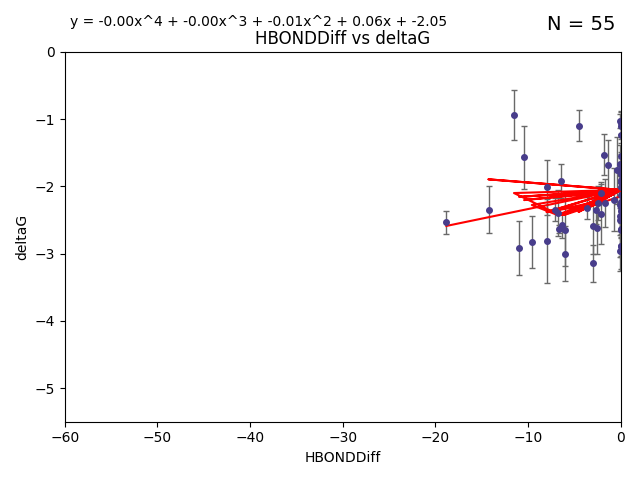 y = -0.00x^4 + -0.00x^3 + -0.01x^2 + 0.06x + -2.05
N = 55
HBONDDiff vs deltaG
0
−1
−2
−3
−4
−5
deltaG
−60 −50 −40 −30 −20 −10 0
HBONDDiff